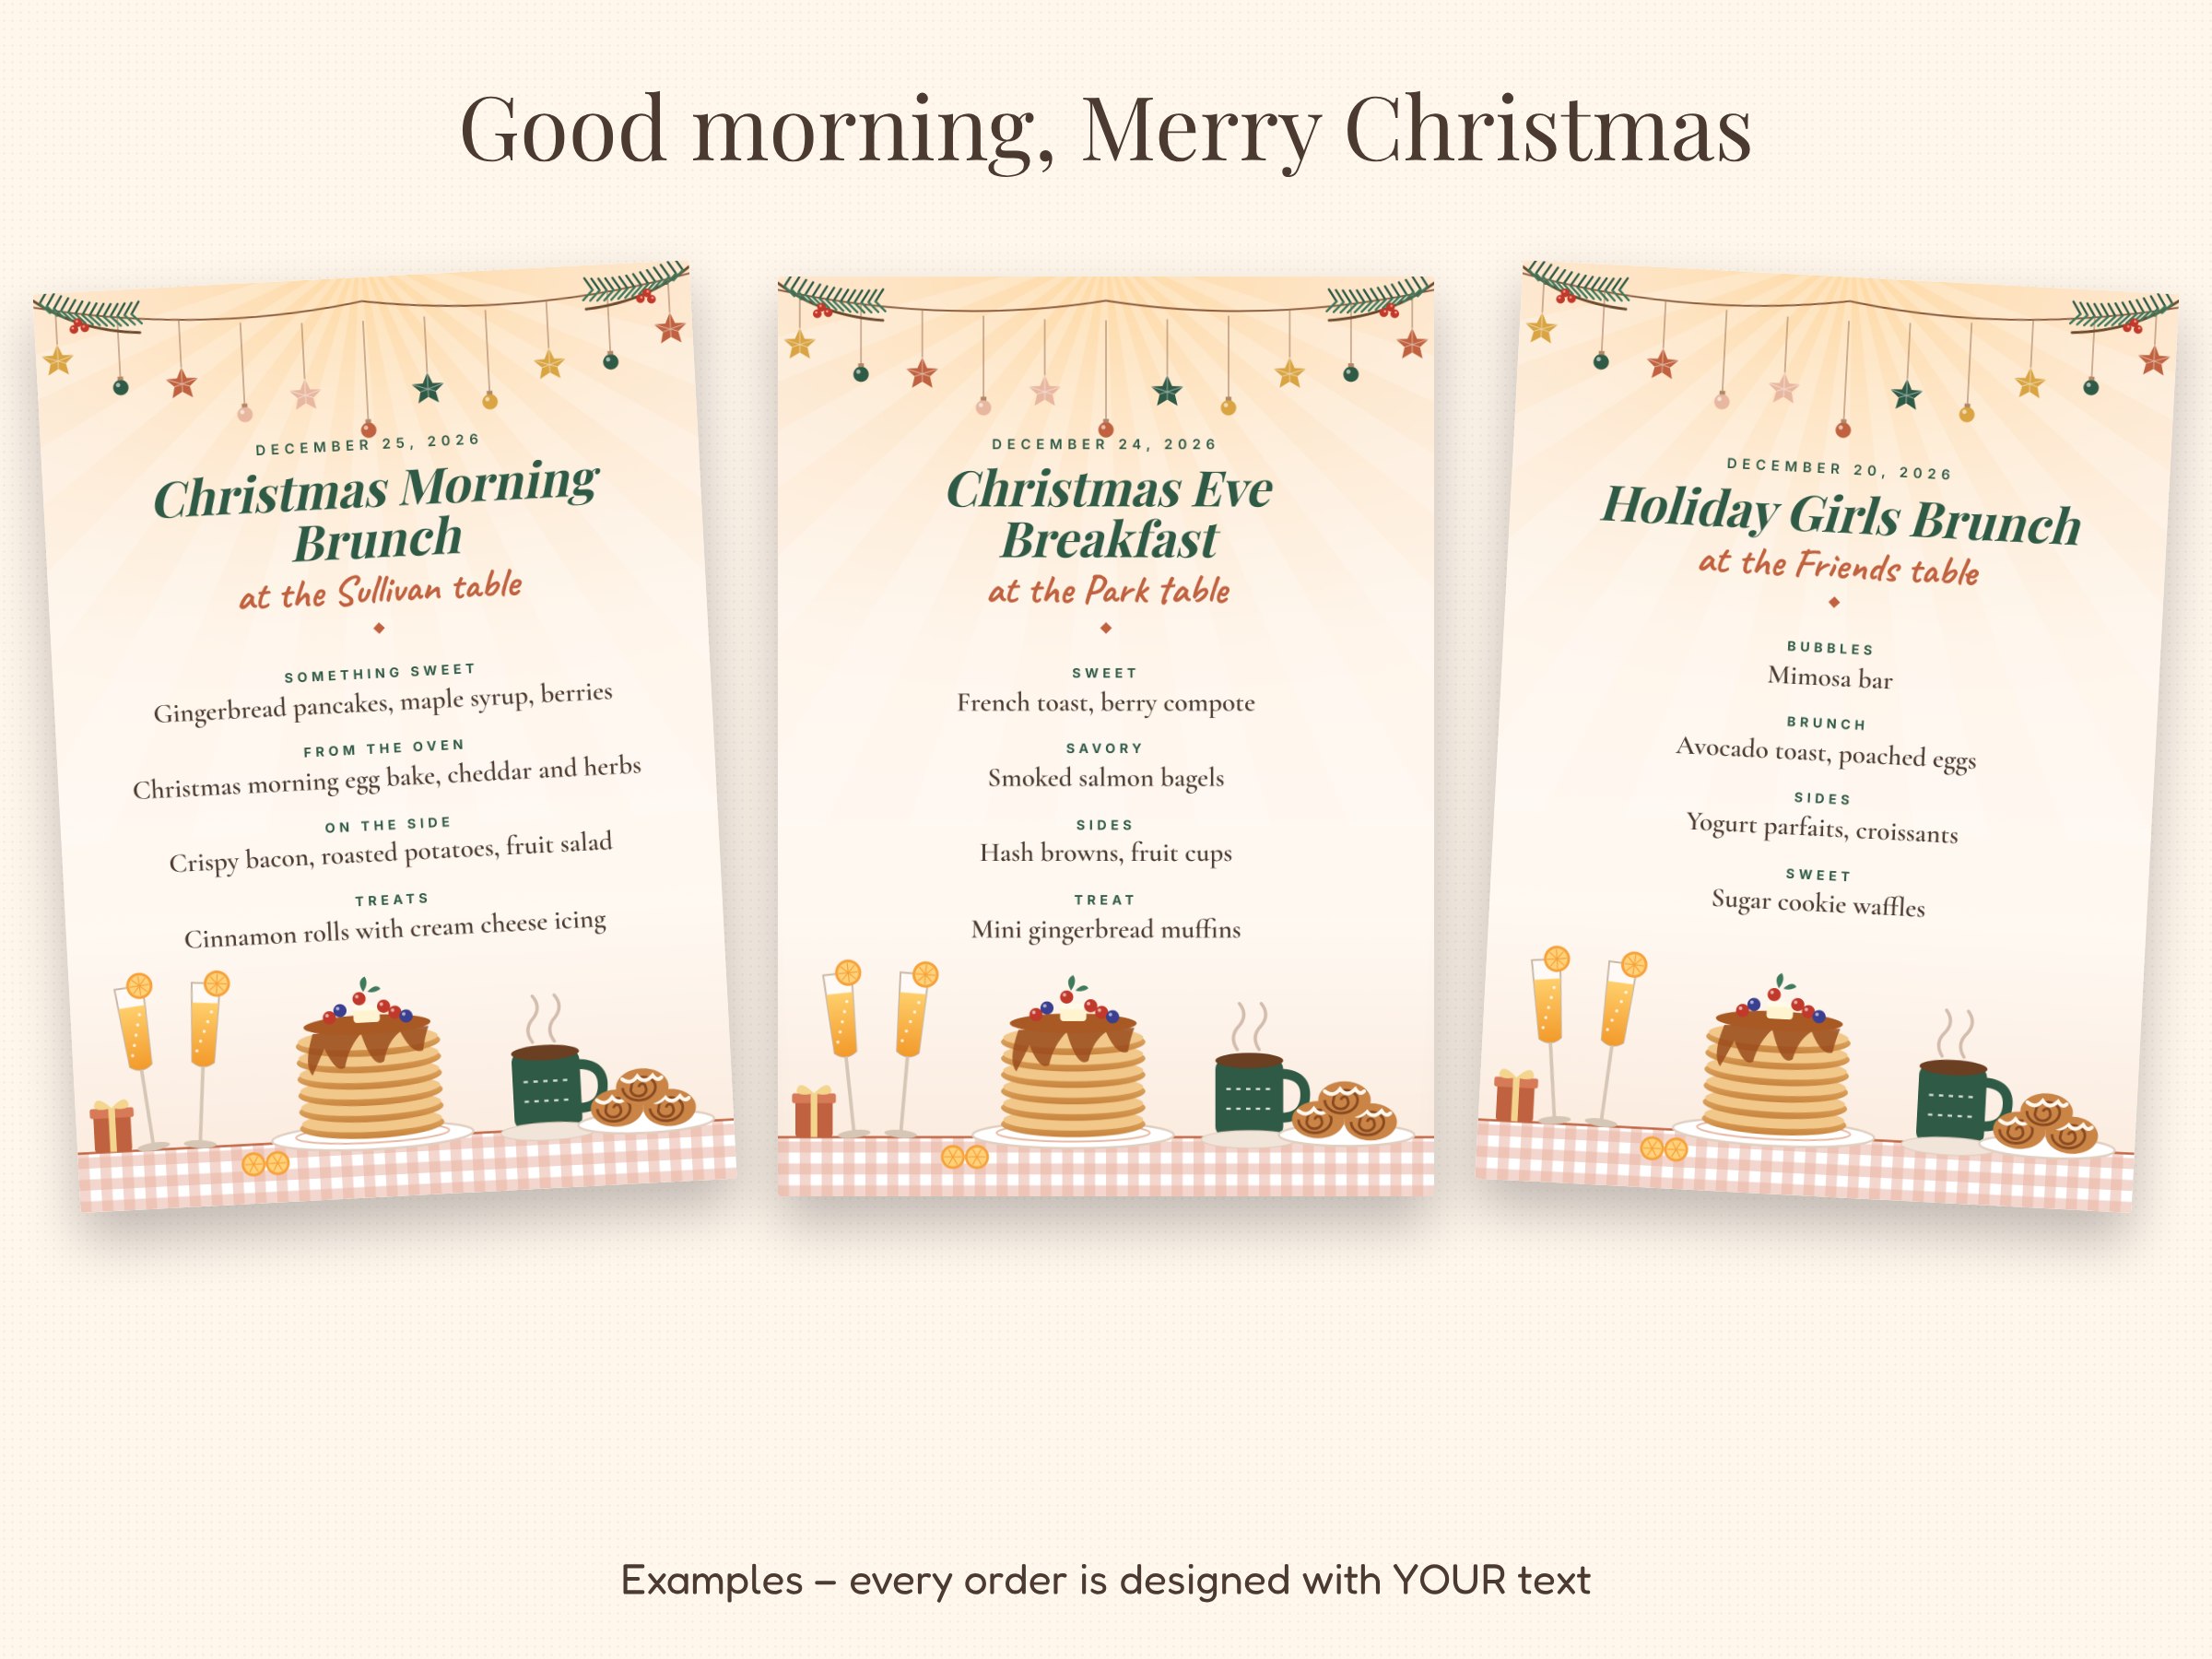 Good morning, Merry Christmas
DECEMBER 25, 2026
Christmas Morning
Brunch
at the Sullivan table
SOMETHING SWEET
Gingerbread pancakes, maple syrup, berries
FROM THE OVEN
Christmas morning egg bake, cheddar and herbs
ON THE SIDE
Crispy bacon, roasted potatoes, fruit salad
TREATS
Cinnamon rolls with cream cheese icing
DECEMBER 24, 2026
Christmas Eve
Breakfast
at the Park table
SWEET
French toast, berry compote
SAVORY
Smoked salmon bagels
SIDES
Hash browns, fruit cups
TREAT
Mini gingerbread muffins
DECEMBER 20, 2026
Holiday Girls Brunch
at the Friends table
BUBBLES
Mimosa bar
BRUNCH
Avocado toast, poached eggs
SIDES
Yogurt parfaits, croissants
SWEET
Sugar cookie waffles
Examples – every order is designed with YOUR text